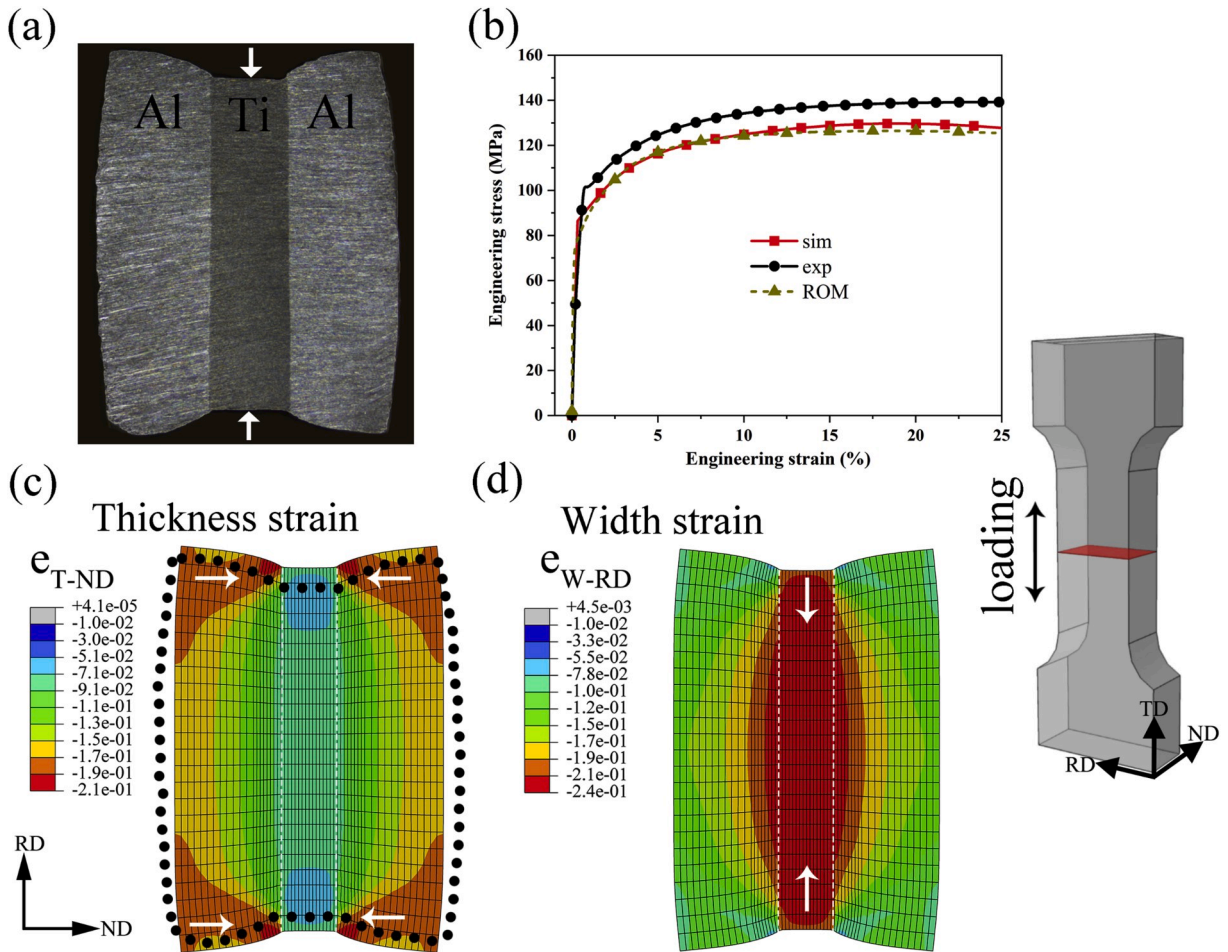 (a)
Al Ti Al
(b)
160
140
120
100
80
60
40
20
0
Engineering stress (MPa)
0 5 10 15 20 25
Engineering strain (%)
sim
exp
ROM
(c)
Thickness strain
e T-ND
+4.1e-05
-1.0e-02
-3.0e-02
-5.1e-02
-7.1e-02
-9.1e-02
-1.1e-01
-1.3e-01
-1.5e-01
-1.7e-01
-1.9e-01
-2.1e-01
RD
ND
(d)
Width strain
e W-RD
+4.5e-03
-1.0e-02
-3.3e-02
-5.5e-02
-7.8e-02
-1.0e-01
-1.2e-01
-1.5e-01
-1.7e-01
-1.9e-01
-2.1e-01
-2.4e-01
loading
TD
ND
RD